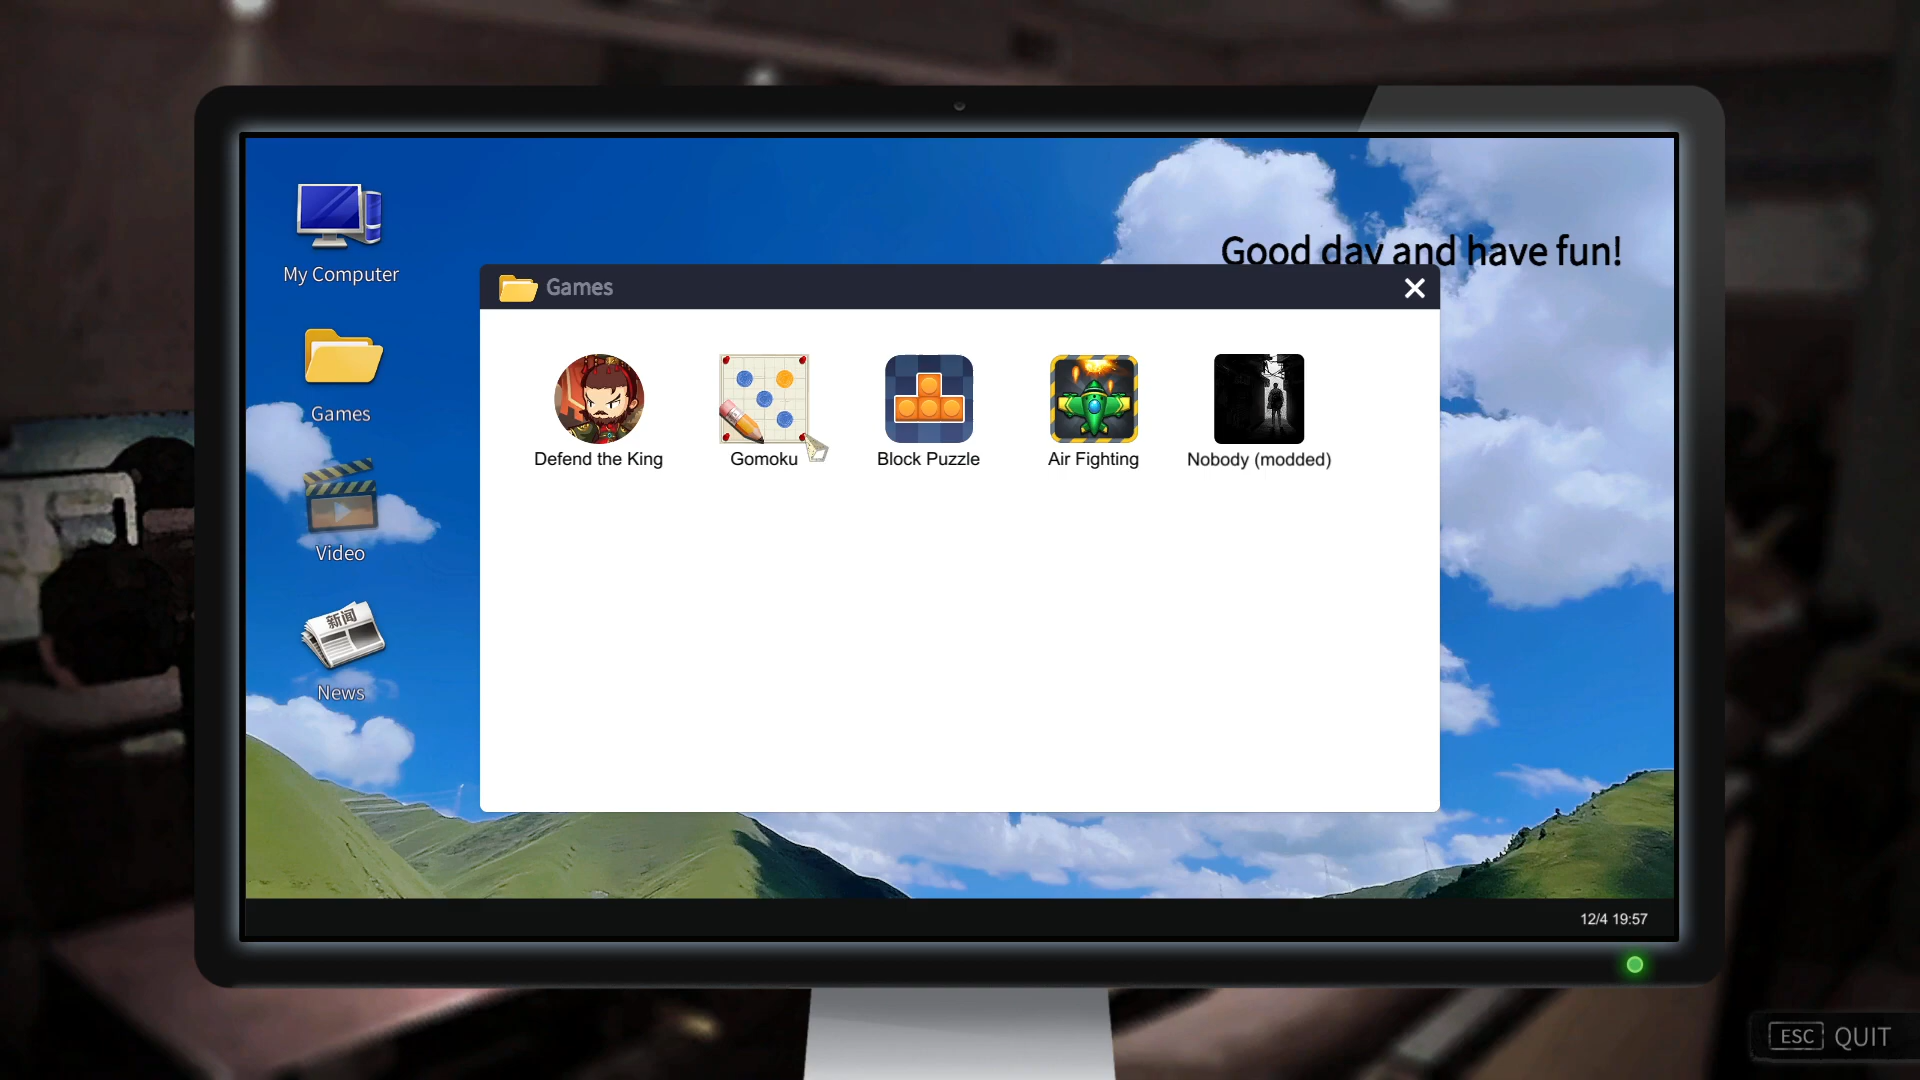 My Computer
Games
Video
新闻
News
Good day and have fun!
Games
Defend the King
Gomoku
Block Puzzle
Air Fighting
Nobody (modded)
12/4 19:57
ESC QUIT